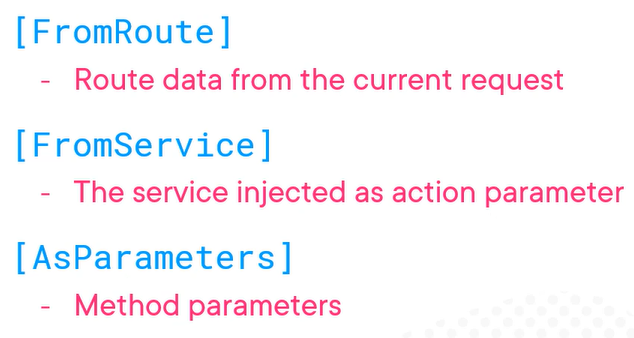 [FromRoute]
- Route data from the current request
[FromService]
- The service injected as action parameter
[AsParameters]
- Method parameters